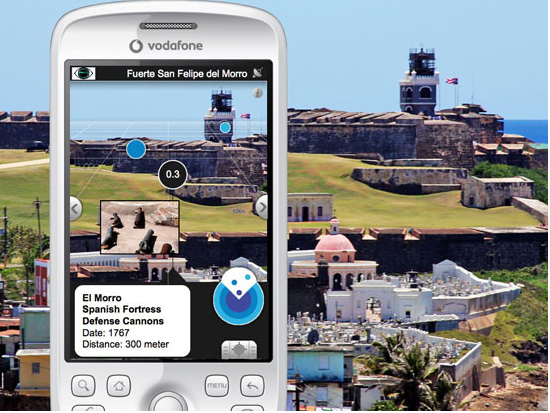 vodafone
Fuerte San Felipe del Morro
0.3
El Morro
Spanish Fortress
Defense Cannons
Date: 1767
Distance: 300 meter
MENU